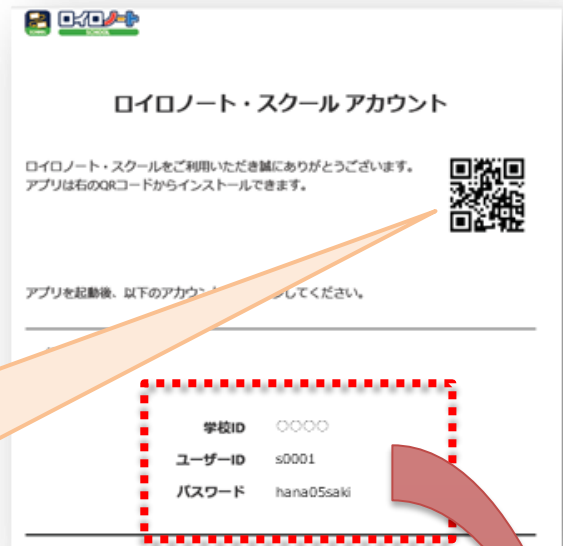 ロイロノート
SCHOOL
ロイロノート・スクール アカウント
ロイロノート・スクールをご利用いただき誠にありがとうございます。
アプリは右のQRコードからインストールできます。
アプリを起動後、以下のアカウン してください。
学校ID ○○○○
ユーザーID s0001
パスワード hana05saki